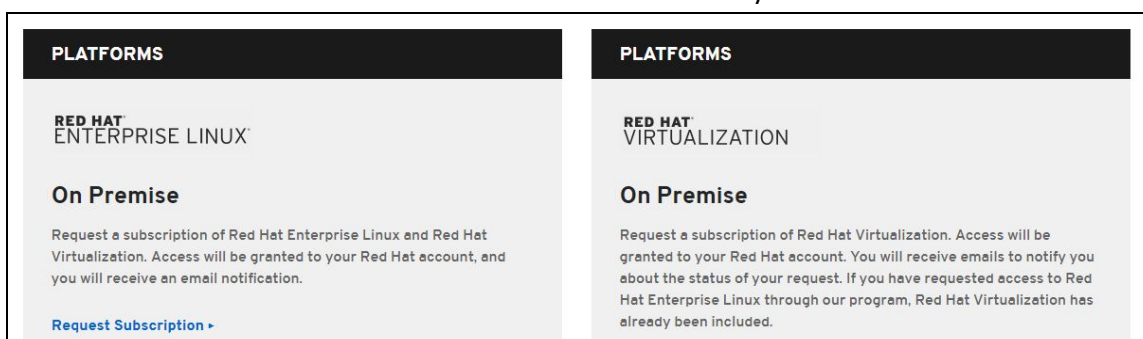 PLATFORMS
RED HAT
ENTERPRISE LINUX
On Premise
Request a subscription of Red Hat Enterprise Linux and Red Hat
Virtualization. Access will be granted to your Red Hat account, and
you will receive an email notification.
Request Subscription ▸
PLATFORMS
RED HAT
VIRTUALIZATION
On Premise
Request a subscription of Red Hat Virtualization. Access will be
granted to your Red Hat account. You will receive emails to notify you
about the status of your request. If you have requested access to Red
Hat Enterprise Linux through our program, Red Hat Virtualization has
already been included.